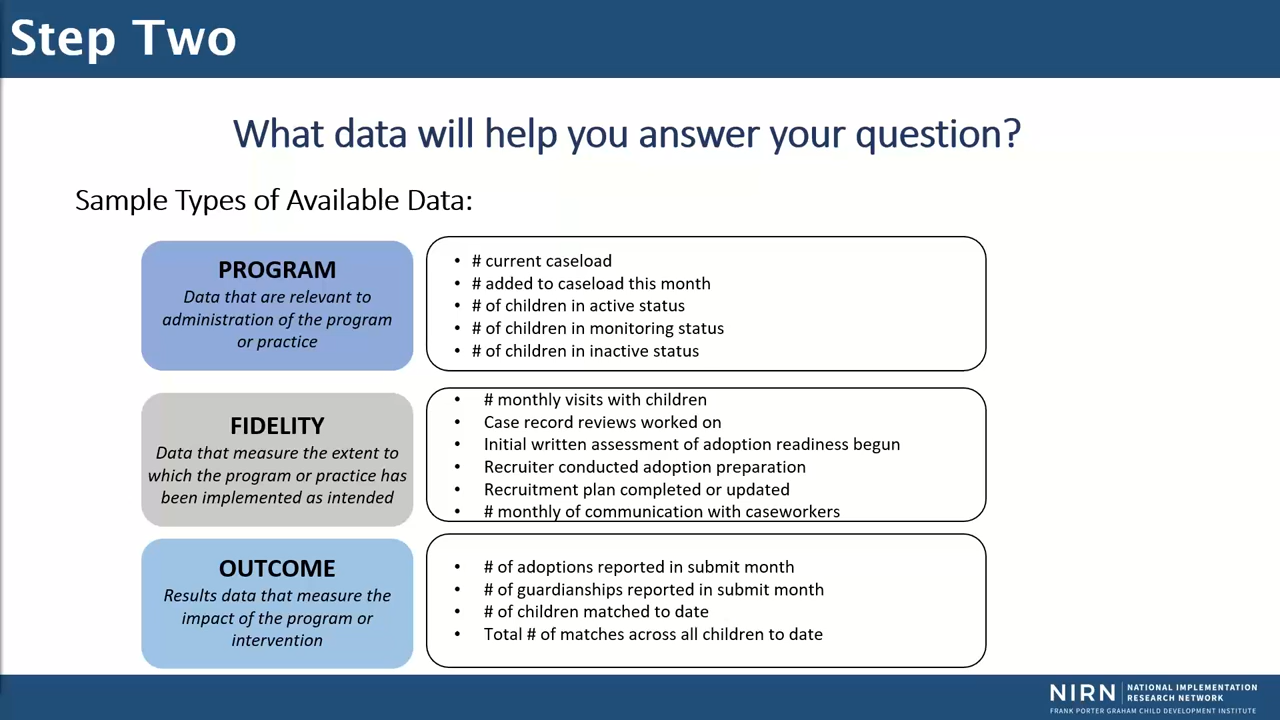 Step Two
What data will help you answer your question?
Sample Types of Available Data:
PROGRAM
Data that are relevant to
administration of the program
or practice
• # current caseload
• # added to caseload this month
• # of children in active status
• # of children in monitoring status
• # of children in inactive status
FIDELITY
Data that measure the extent to
which the program or practice has
been implemented as intended
• # monthly visits with children
• Case record reviews worked on
• Initial written assessment of adoption readiness begun
• Recruiter conducted adoption preparation
• Recruitment plan completed or updated
• # monthly of communication with caseworkers
OUTCOME
Results data that measure the
impact of the program or
intervention
• # of adoptions reported in submit month
• # of guardianships reported in submit month
• # of children matched to date
• Total # of matches across all children to date
NIRN
NATIONAL IMPLEMENTATION
RESEARCH NETWORK
FRANK PORTER GRAHAM CHILD DEVELOPMENT INSTITUTE